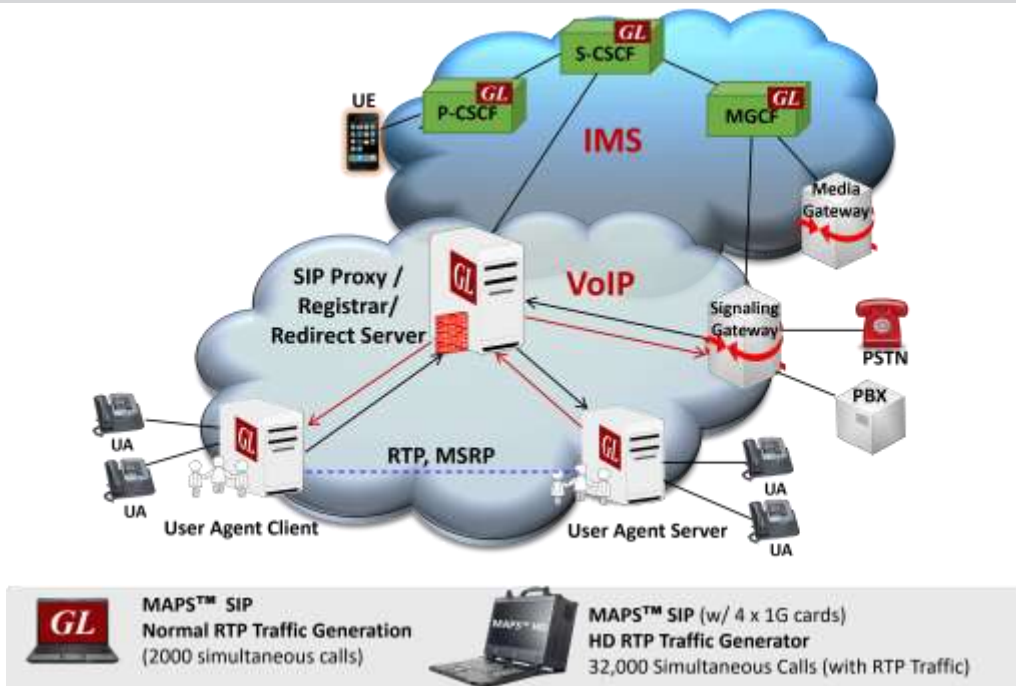 GL
S-CSCF
GL
P-CSCF
UE
GL
MGCF
IMS
Media
Gateway
GL
SIP Proxy /
Registrar/
Redirect Server
VoIP
Signaling
Gateway
PSTN
PBX
UA
UA
GL
RTP, MSRP
GL
UA
UA
User Agent Client
User Agent Server
GL
MAPS™ SIP
Normal RTP Traffic Generation
(2000 simultaneous calls)
MAPS™ HD
MAPS™ SIP (w/ 4 x 1G cards)
HD RTP Traffic Generator
32,000 Simultaneous Calls (with RTP Traffic)